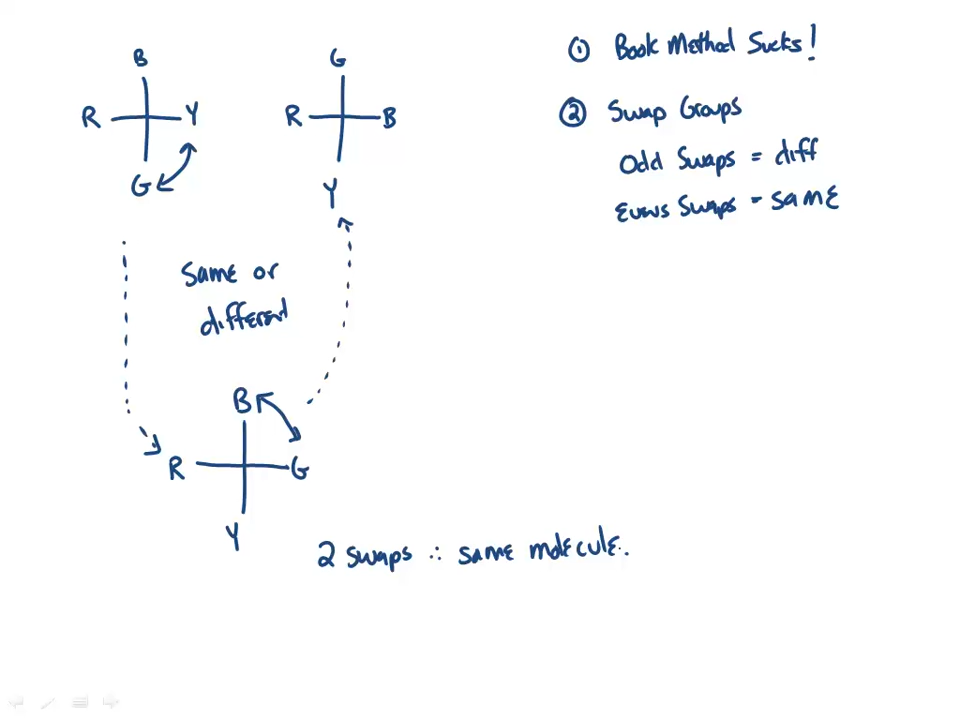 B
R Y
G
G
R B
Y
① Book Method Sucks!
② Swap Groups
Odd Swaps = diff
Evens Swaps = same
Same or
different
B
R G
Y
2 swaps ∴ same molecule.